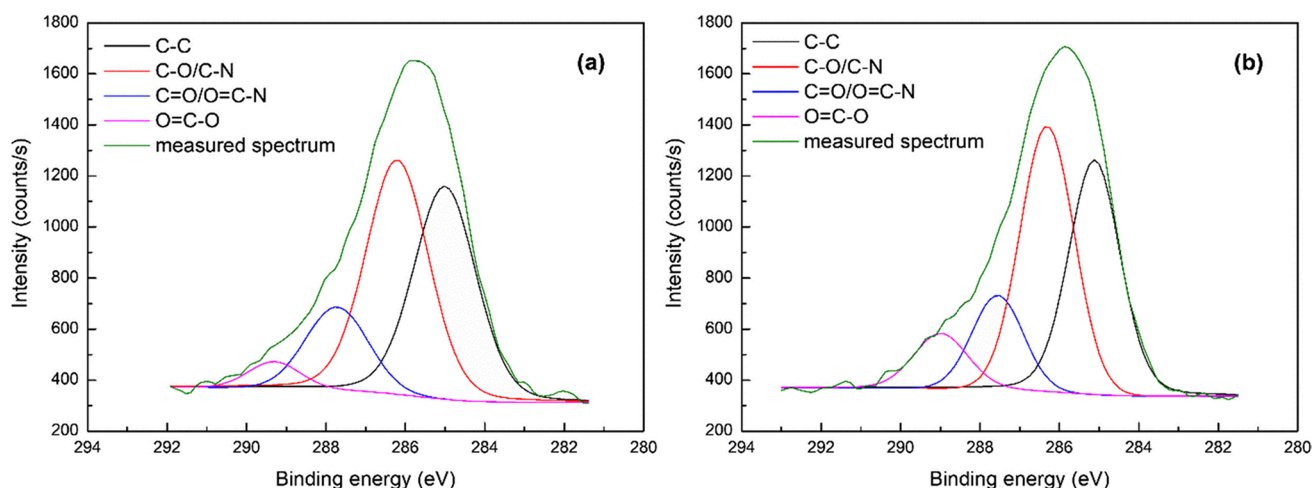 1800
1600
1400
1200
1000
800
600
400
200
Intensity (counts/s)
C-C
C-O/C-N
C=O/O=C-N
O=C-O
measured spectrum
(a)
294 292 290 288 286 284 282 280
Binding energy (eV)
1800
1600
1400
1200
1000
800
600
400
200
Intensity (counts/s)
C-C
C-O/C-N
C=O/O=C-N
O=C-O
measured spectrum
(b)
294 292 290 288 286 284 282 280
Binding energy (eV)